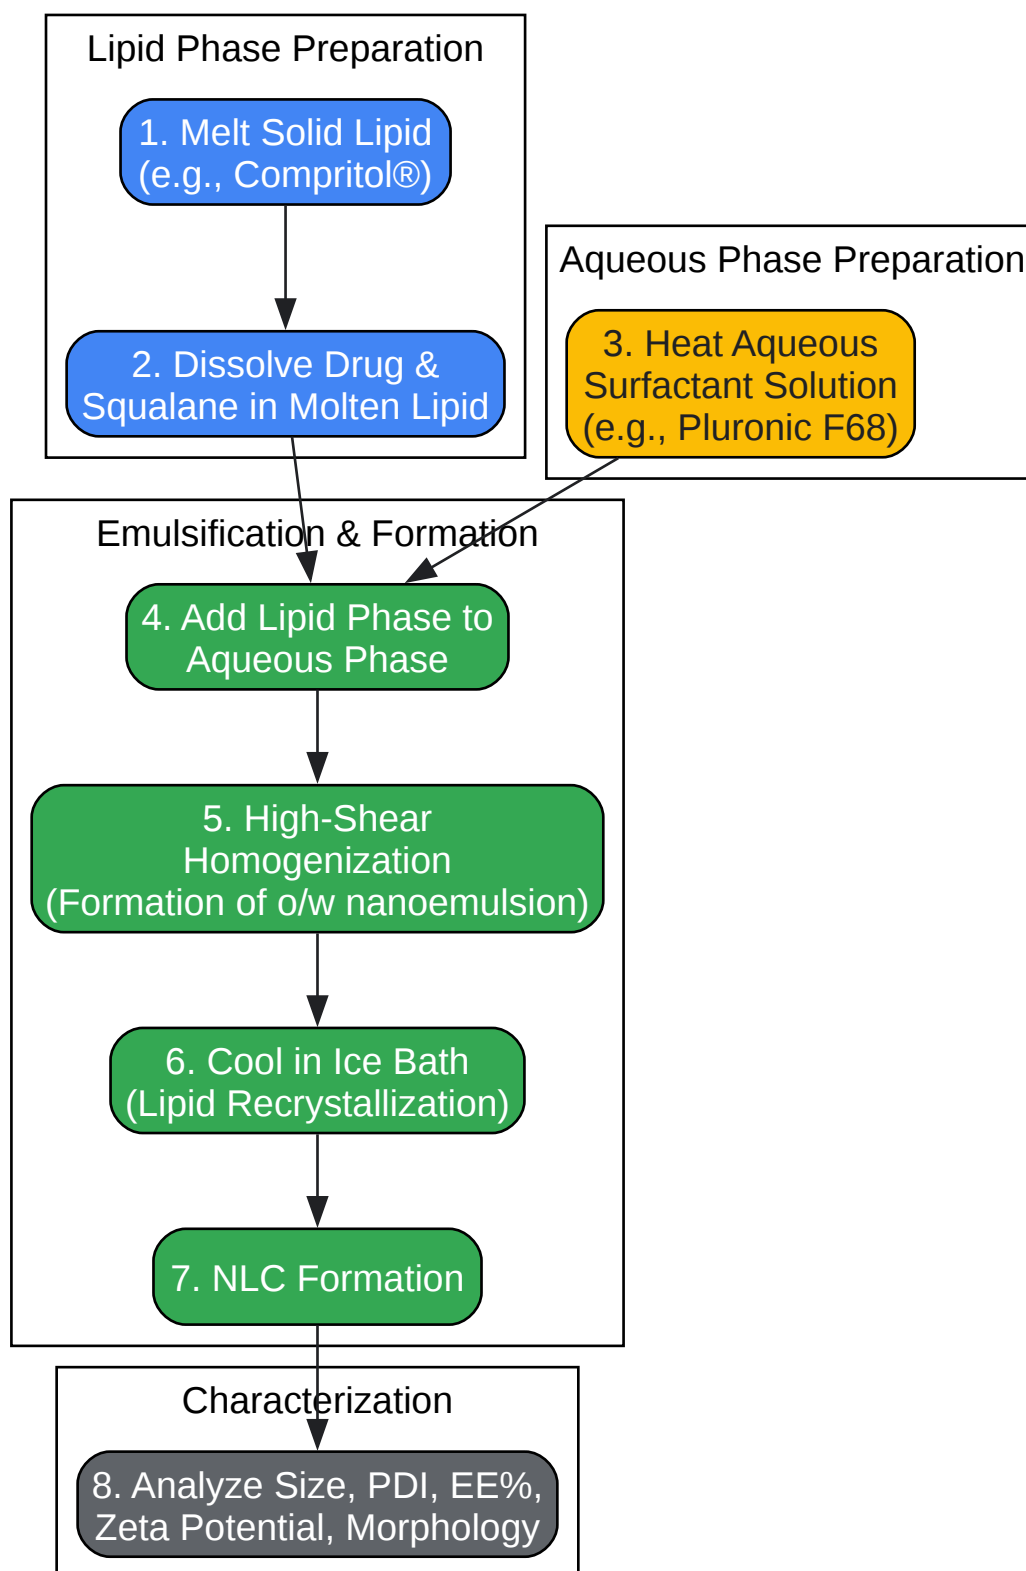 Lipid Phase Preparation
1. Melt Solid Lipid
(e.g., Compritol®)
2. Dissolve Drug &
Squalane in Molten Lipid
Aqueous Phase Preparation
3. Heat Aqueous
Surfactant Solution
(e.g., Pluronic F68)
Emulsification & Formation
4. Add Lipid Phase to
Aqueous Phase
5. High-Shear
Homogenization
(Formation of o/w nanoemulsion)
6. Cool in Ice Bath
(Lipid Recrystallization)
7. NLC Formation
Characterization
8. Analyze Size, PDI, EE%,
Zeta Potential, Morphology